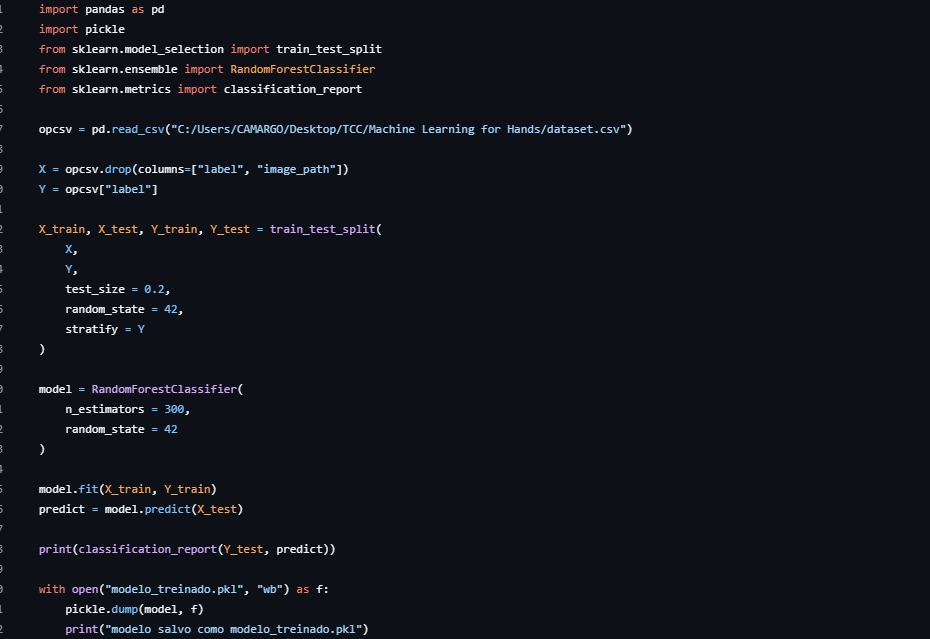 import pandas as pd
import pickle
from sklearn.model_selection import train_test_split
from sklearn.ensemble import RandomForestClassifier
from sklearn.metrics import classification_report
opcsv = pd.read_csv("C:/Users/CAMARGO/Desktop/TCC/Machine Learning for Hands/dataset.csv")
X = opcsv.drop(columns=["label", "image_path"])
Y = opcsv["label"]
X_train, X_test, Y_train, Y_test = train_test_split(
X,
Y,
test_size = 0.2,
random_state = 42,
stratify = Y
)
model = RandomForestClassifier(
n_estimators = 300,
random_state = 42
)
model.fit(X_train, Y_train)
predict = model.predict(X_test)
print(classification_report(Y_test, predict))
with open("modelo_treinado.pkl", "wb") as f:
pickle.dump(model, f)
print("modelo salvo como modelo_treinado.pkl")